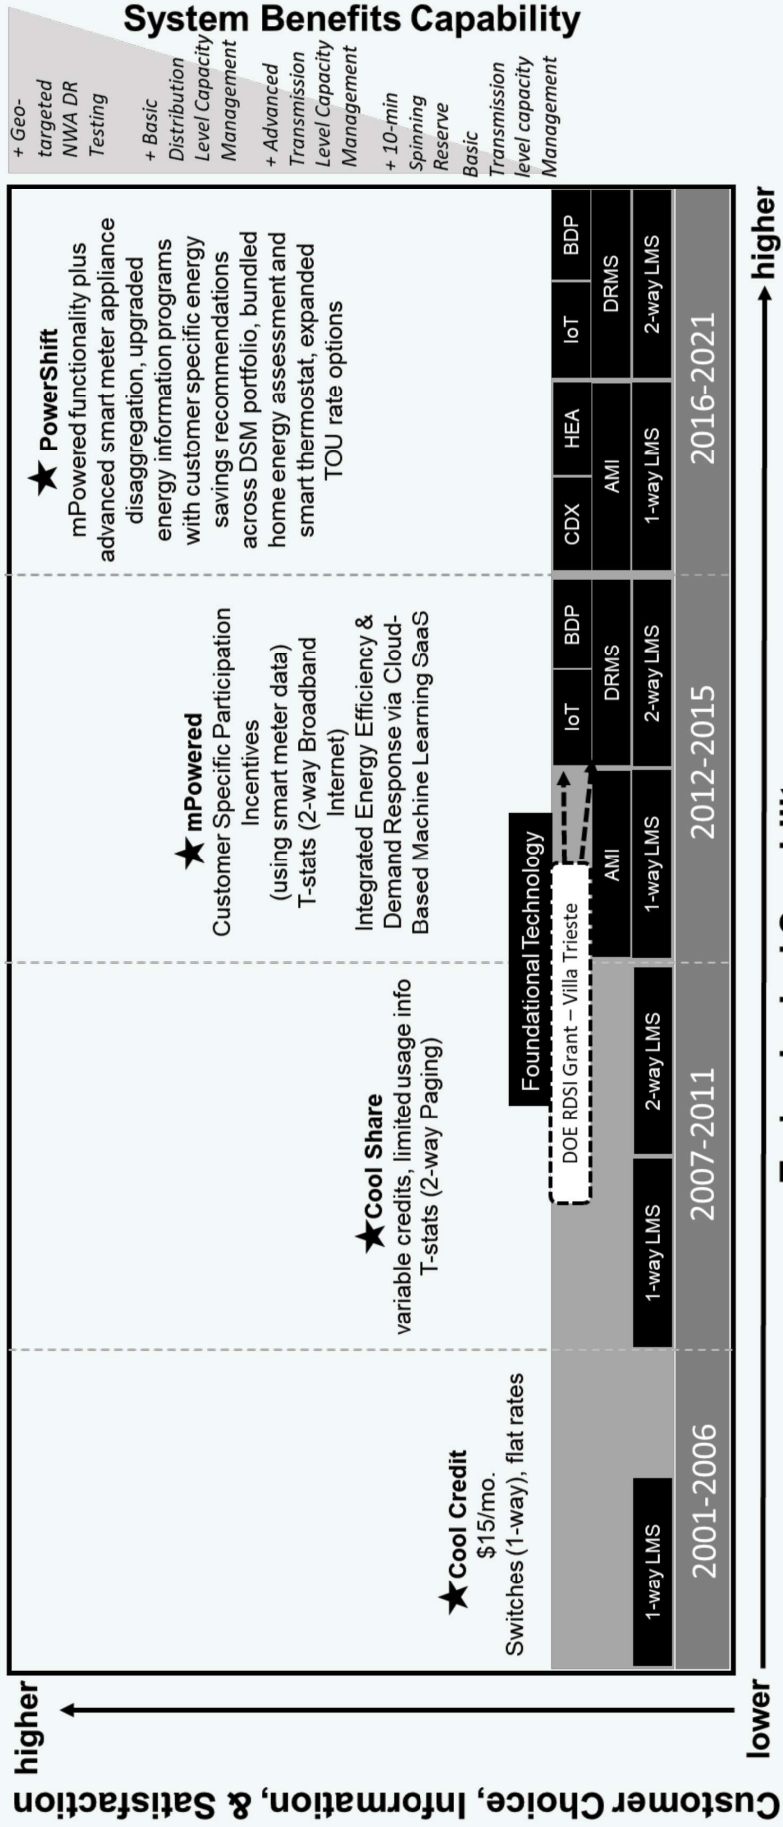 System Benefits Capability
+ Geo-
targeted
NWA DR
Testing
+ Basic
Distribution
Level Capacity
Management
+ Advanced
Transmission
Level Capacity
Management
+ 10-min
Spinning
Reserve
Basic
Transmission
level capacity
Management
higher
Customer Choice, Information, & Satisfaction
lower
higher
★Cool Credit
$15/mo.
Switches (1-way), flat rates
★Cool Share
variable credits, limited usage info
T-stats (2-way Paging)
★mPowered
Customer Specific Participation
Incentives
(using smart meter data)
T-stats (2-way Broadband
Internet)
Integrated Energy Efficiency &
Demand Response via Cloud-
Based Machine Learning SaaS
★ PowerShift
mPowered functionality plus
advanced smart meter appliance
disaggregation, upgraded
energy information programs
with customer specific energy
savings recommendations
across DSM portfolio, bundled
home energy assessment and
smart thermostat, expanded
TOU rate options
Foundational Technology
DOE RDSI Grant – Villa Trieste
IoT
BDP
CDX
HEA
IoT
BDP
AMI
DRMS
AMI
DRMS
1-way LMS
1-way LMS
2-way LMS
1-way LMS
2-way LMS
1-way LMS
2-way LMS
2001-2006
2007-2011
2012-2015
2016-2021